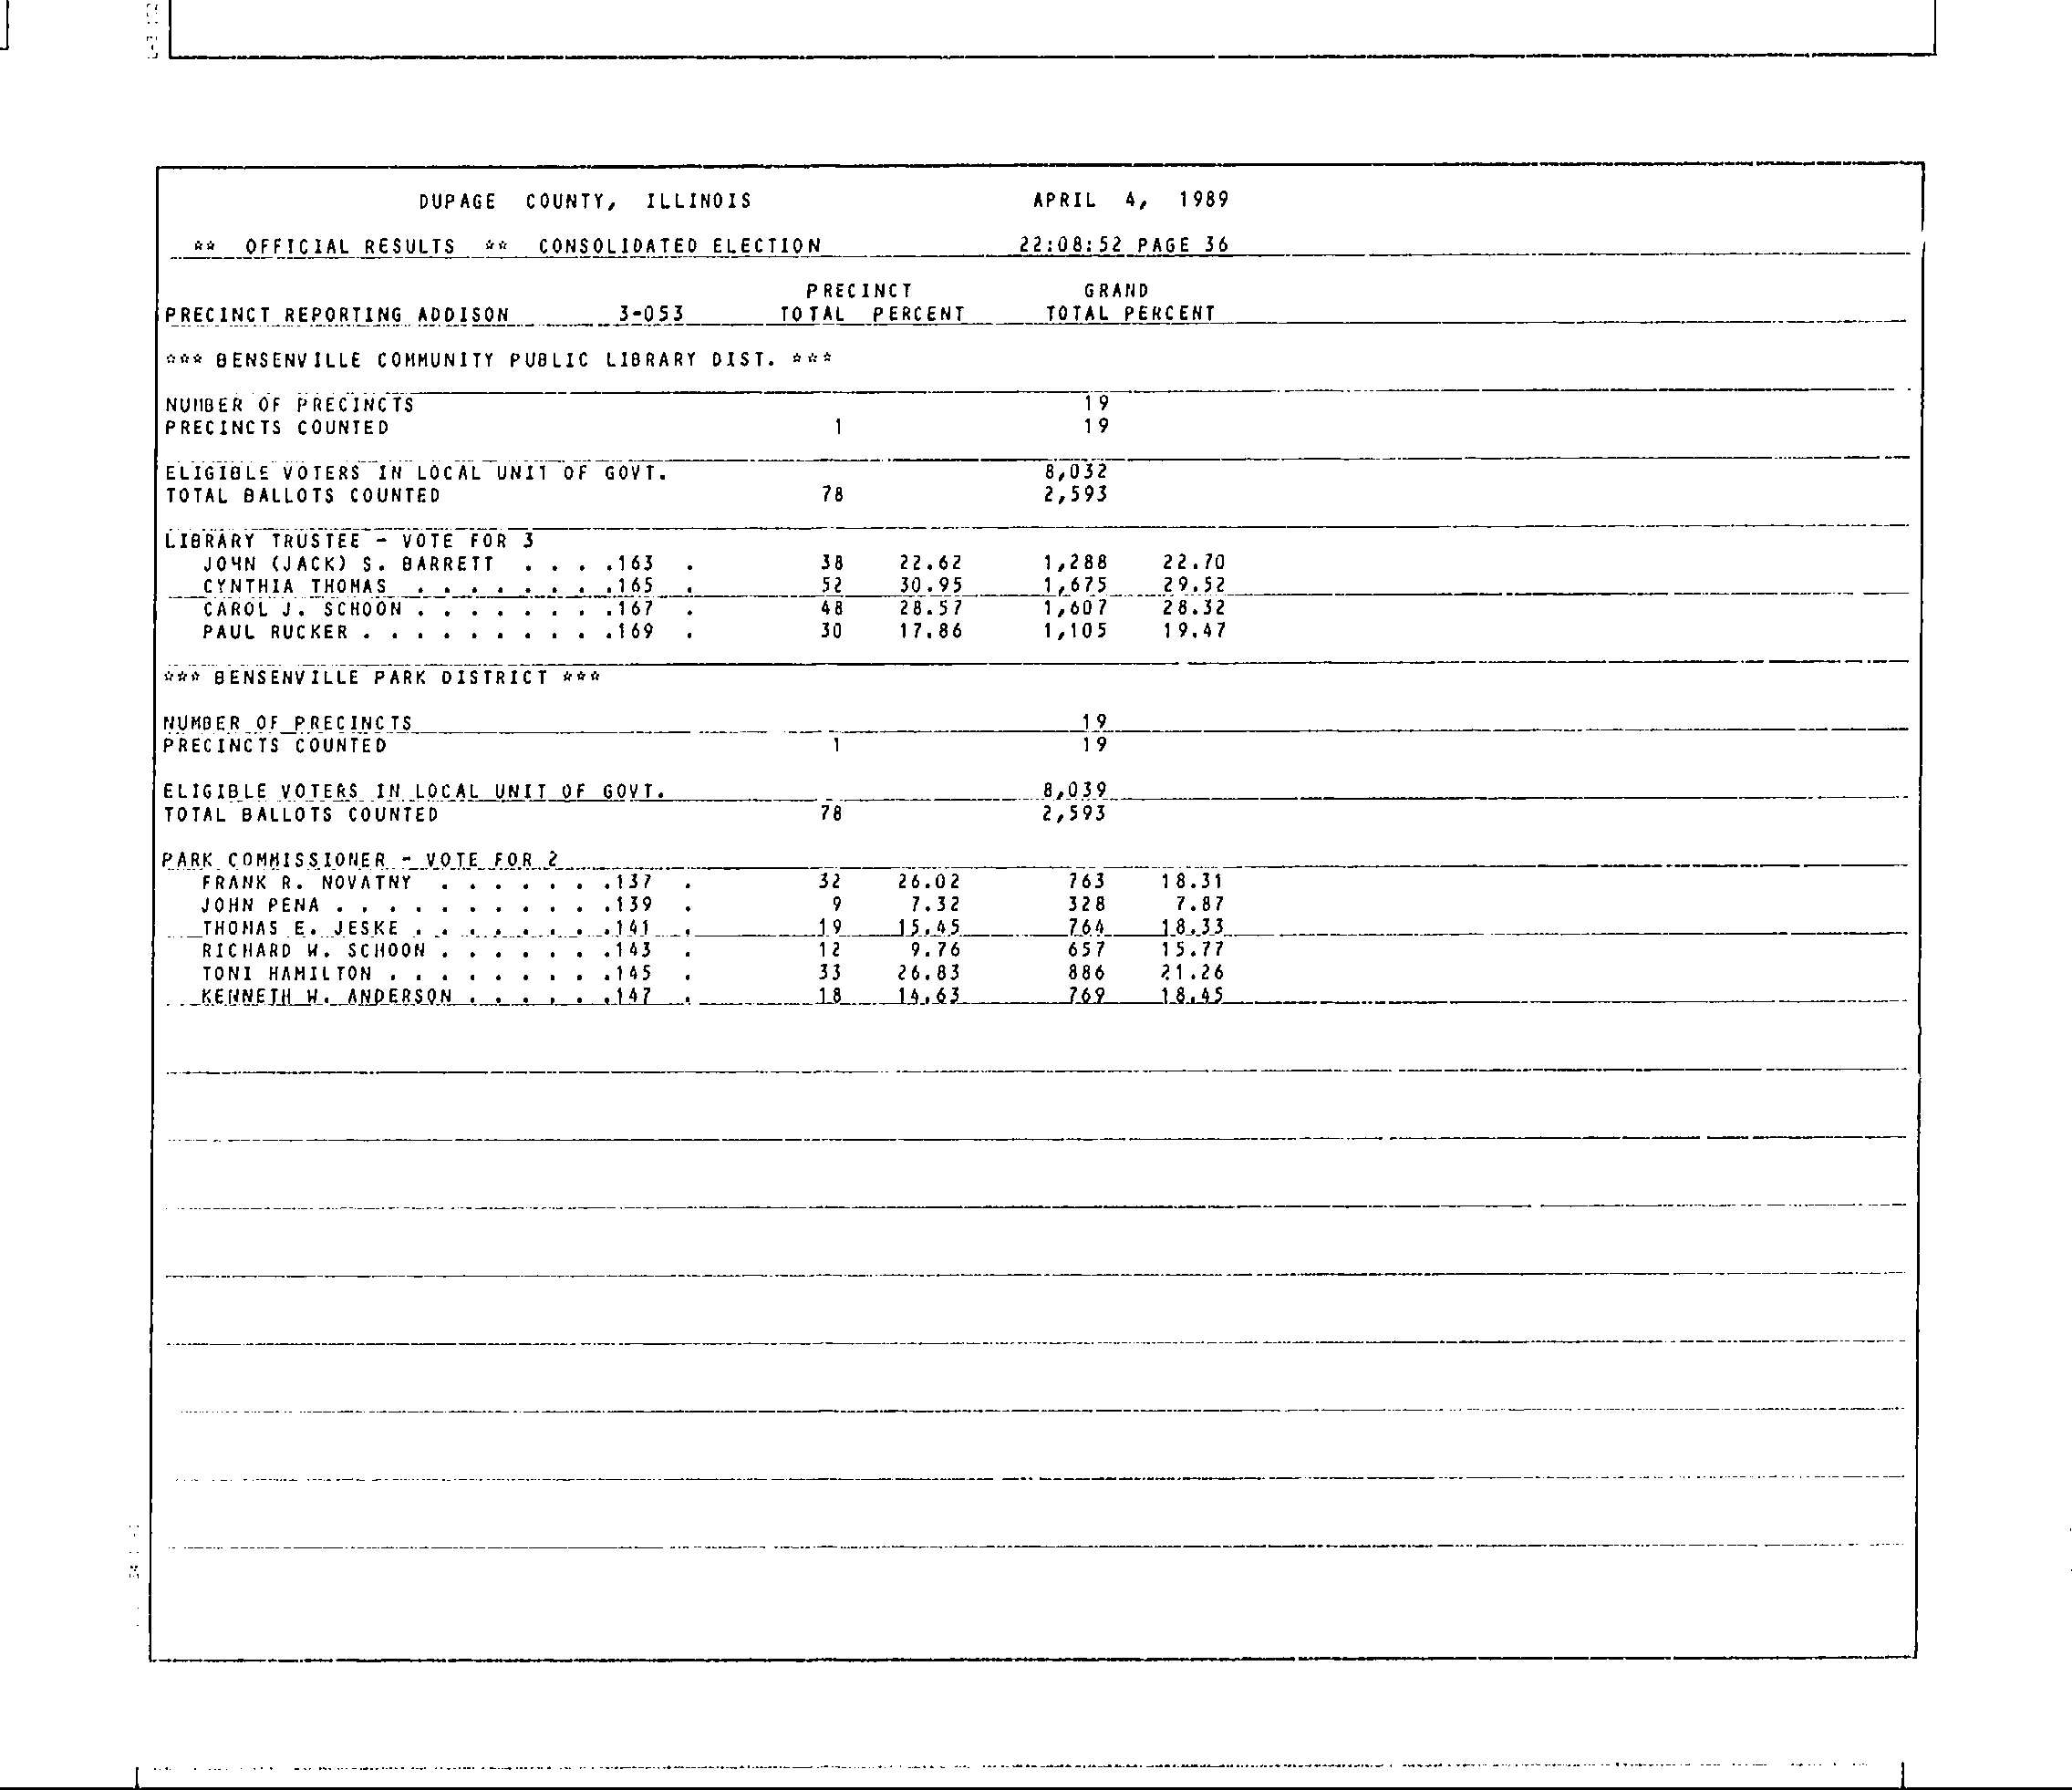 DUPAGE COUNTY, ILLINOIS APRIL 4, 1989
** OFFICIAL RESULTS ** CONSOLIDATED ELECTION 22:08:52 PAGE 36
PRECINCT GRAND
PRECINCT REPORTING ADDISON 3-053 TOTAL PERCENT TOTAL PERCENT
*** BENSENVILLE COMMUNITY PUBLIC LIBRARY DIST. ***
NUMBER OF PRECINCTS 19
PRECINCTS COUNTED 1 19
ELIGIBLE VOTERS IN LOCAL UNIT OF GOVT. 8,032
TOTAL BALLOTS COUNTED 78 2,593
LIBRARY TRUSTEE - VOTE FOR 3
JOHN (JACK) S. BARRETT . . . .163 . 38 22.62 1,288 22.70
CYNTHIA THOMAS . . . . . . . .165 . 52 30.95 1,675 29.52
CAROL J. SCHOON . . . . . . . .167 . 48 28.57 1,607 28.32
PAUL RUCKER . . . . . . . . . .169 . 30 17.86 1,105 19.47
*** BENSENVILLE PARK DISTRICT ***
NUMBER OF PRECINCTS 19
PRECINCTS COUNTED 1 19
ELIGIBLE VOTERS IN LOCAL UNIT OF GOVT. 8,039
TOTAL BALLOTS COUNTED 78 2,593
PARK COMMISSIONER - VOTE FOR 2
FRANK R. NOVATNY . . . . . . .137 . 32 26.02 763 18.31
JOHN PENA . . . . . . . . . . .139 . 9 7.32 328 7.87
THOMAS E. JESKE . . . . . . . .141 . 19 15.45 764 18.33
RICHARD W. SCHOON . . . . . . .143 . 12 9.76 657 15.77
TONI HAMILTON . . . . . . . . .145 . 33 26.83 886 21.26
KENNETH W. ANDERSON . . . . . .147 . 18 14.63 769 18.45